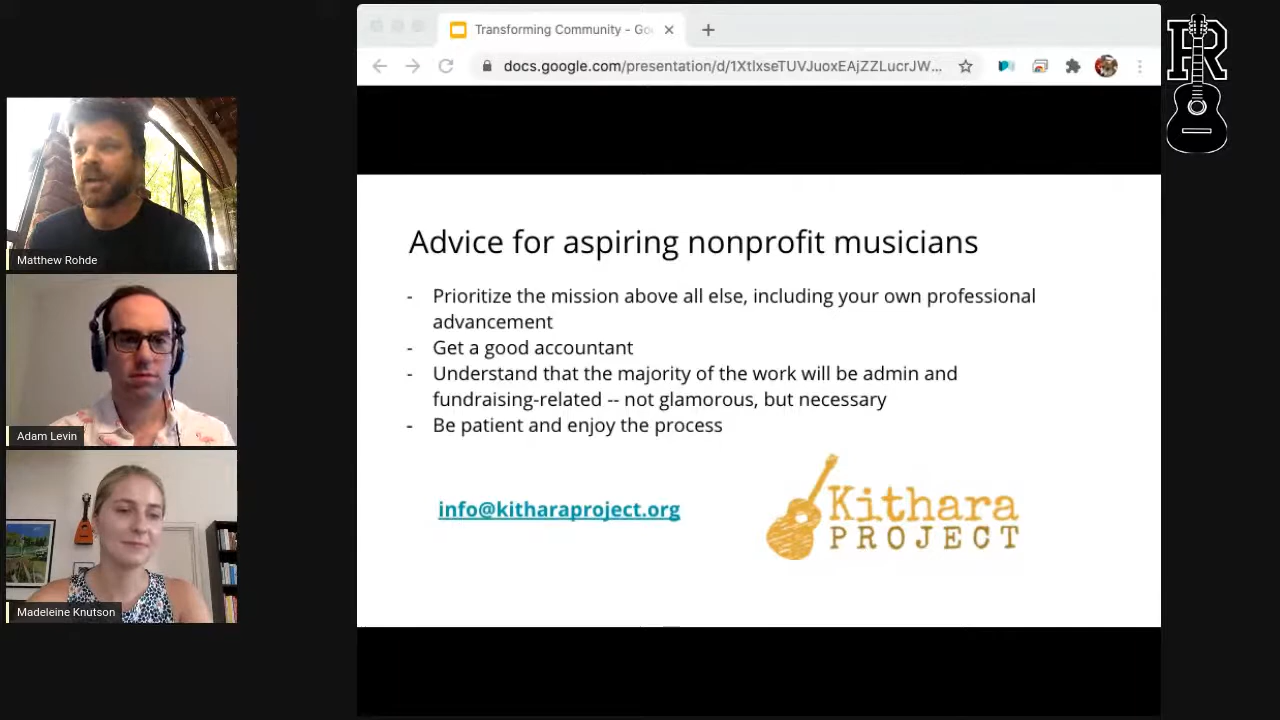 Transforming Community - Go
docs.google.com/presentation/d/1XtIxseTUVJuoxEAjZZLucrJW...
R
Matthew Rohde
Adam Levin
Madeleine Knutson
Advice for aspiring nonprofit musicians
- Prioritize the mission above all else, including your own professional
advancement
- Get a good accountant
- Understand that the majority of the work will be admin and
fundraising-related -- not glamorous, but necessary
- Be patient and enjoy the process
info@kitharaproject.org
Kithara
PROJECT